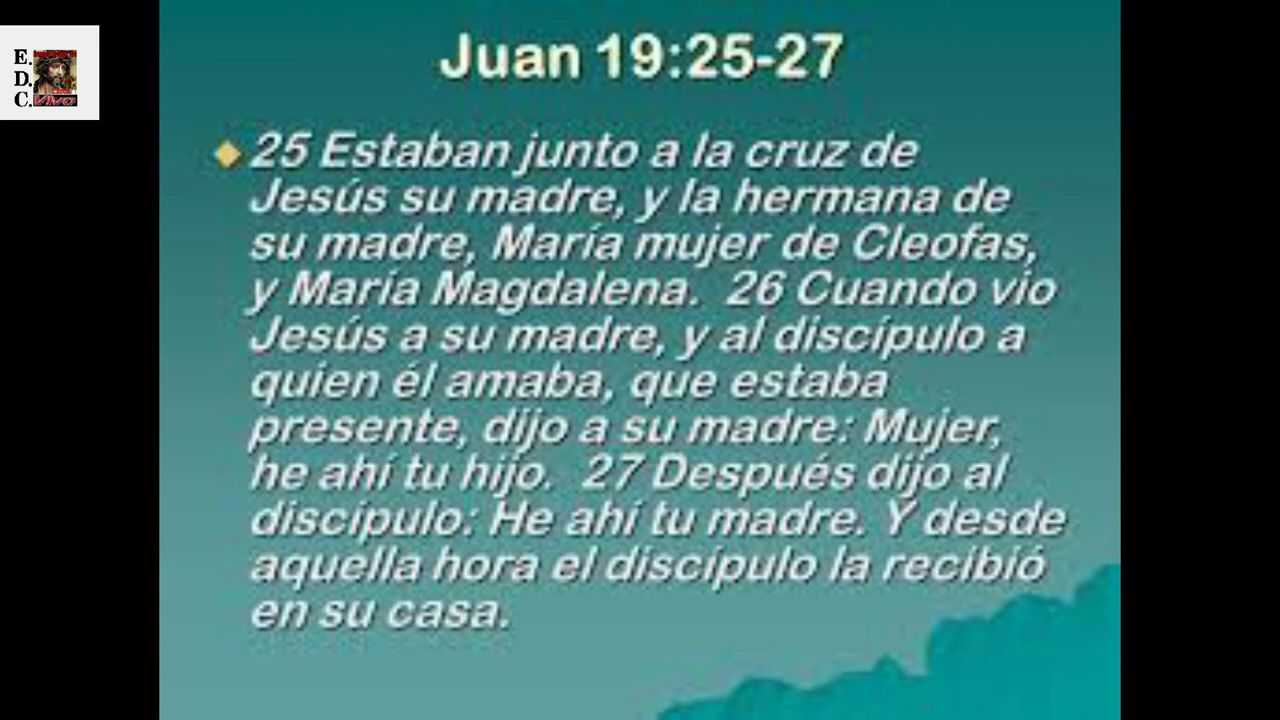 E.
D.
C. Vivo
Juan 19:25-27
25 Estaban junto a la cruz de
Jesús su madre, y la hermana de
su madre, María mujer de Cleofas,
y María Magdalena. 26 Cuando vio
Jesús a su madre, y al discípulo a
quien él amaba, que estaba
presente, dijo a su madre: Mujer,
he ahí tu hijo. 27 Después dijo al
discípulo: He ahí tu madre. Y desde
aquella hora el discípulo la recibió
en su casa.